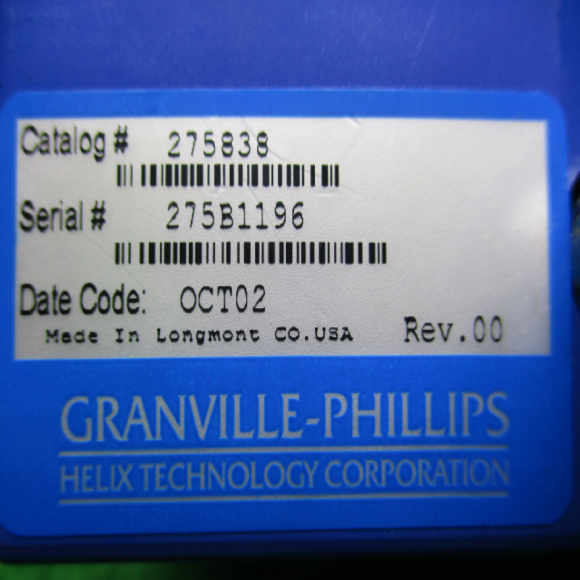 Catalog # 275838
Serial # 275B1196
Date Code: OCT02
Made In Longmont CO.USA Rev.00
GRANVILLE-PHILLIPS
HELIX TECHNOLOGY CORPORATION